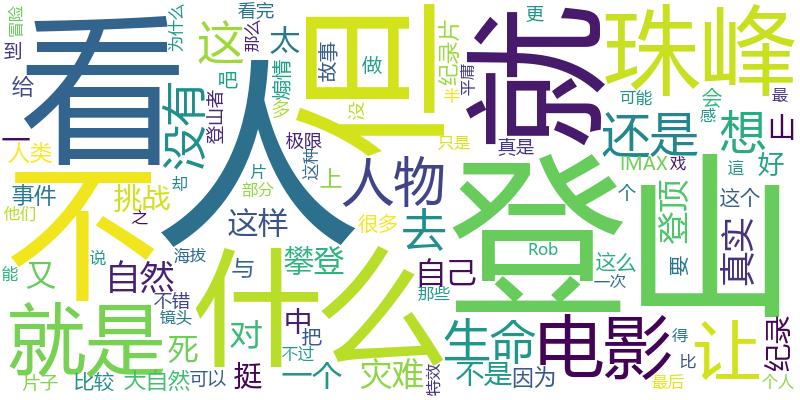 冒险
到
给
一
人类
事件
他们
能
就是
片子
看
不
自然
又
说
比较
不错
镜头
大自然
为什么
没有
挑战
之
却
海拔
死
可以
人
这
登山者
这样
与
什么
对
挺
看完
那么
吧
太
煽情
多
片
部分
攀登
中
把
不过
一个
故事
极限
这种
上
人物
灾难
但
做
没
很多
自己
那些
特效
纪录片
半
平庸
去
只是
生命
不是
就
真是
登山
Rob
电影
因为
珠峰
还是
可能
IMAX
个
这么
一次
更
会
感
戏
登顶
要
让
得
最后
想
這
这个
真实
比
最
日
好
纪录
个人